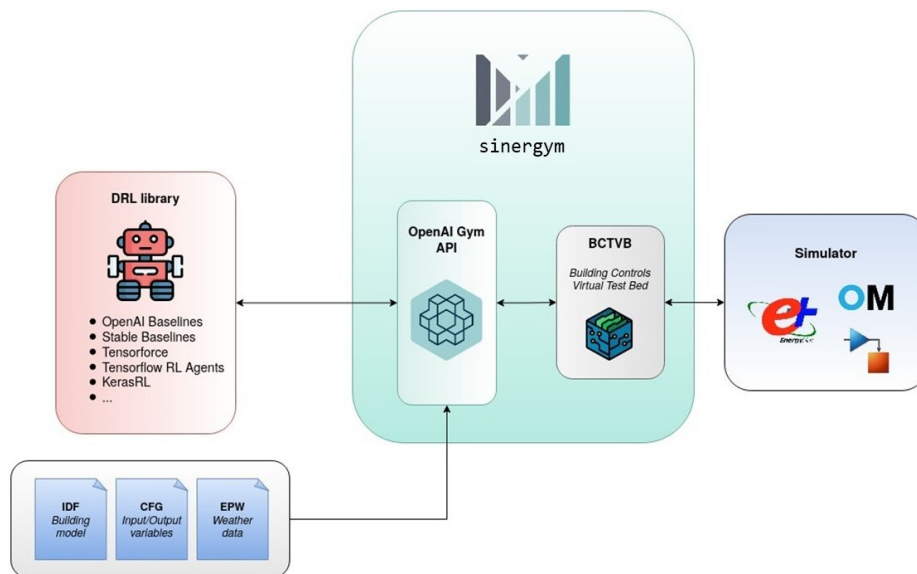 sinergym
DRL library
OpenAI Baselines
Stable Baselines
Tensorforce
Tensorflow RL Agents
KerasRL
...
OpenAI Gym
API
BCTVB
Building Controls
Virtual Test Bed
Simulator
e+
OM
IDF
Building
model
CFG
Input/Output
variables
EPW
Weather
data